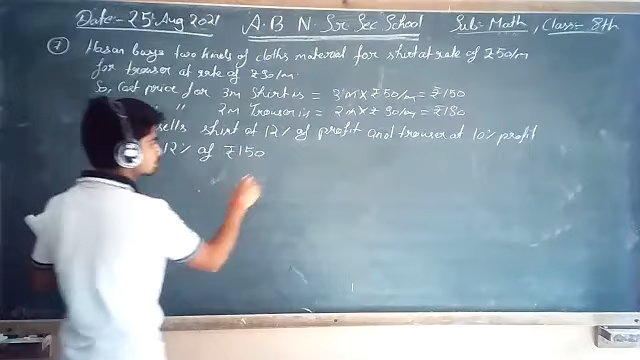 Date:- 25th Aug 2021 A.B.N. Sr. Sec School Sub:- Math, Class:- 8th
7 Hasan buys two kinds of cloths material for shirt at rate of ₹50/m
for trouser at rate of ₹90/m.
So, cost price for 3m shirt is = 3m x ₹50/m = ₹150
" 2m Trouser is = 2m x ₹90/m = ₹180
sells shirt at 12% of profit and trouser at 10% profit
12% of ₹150